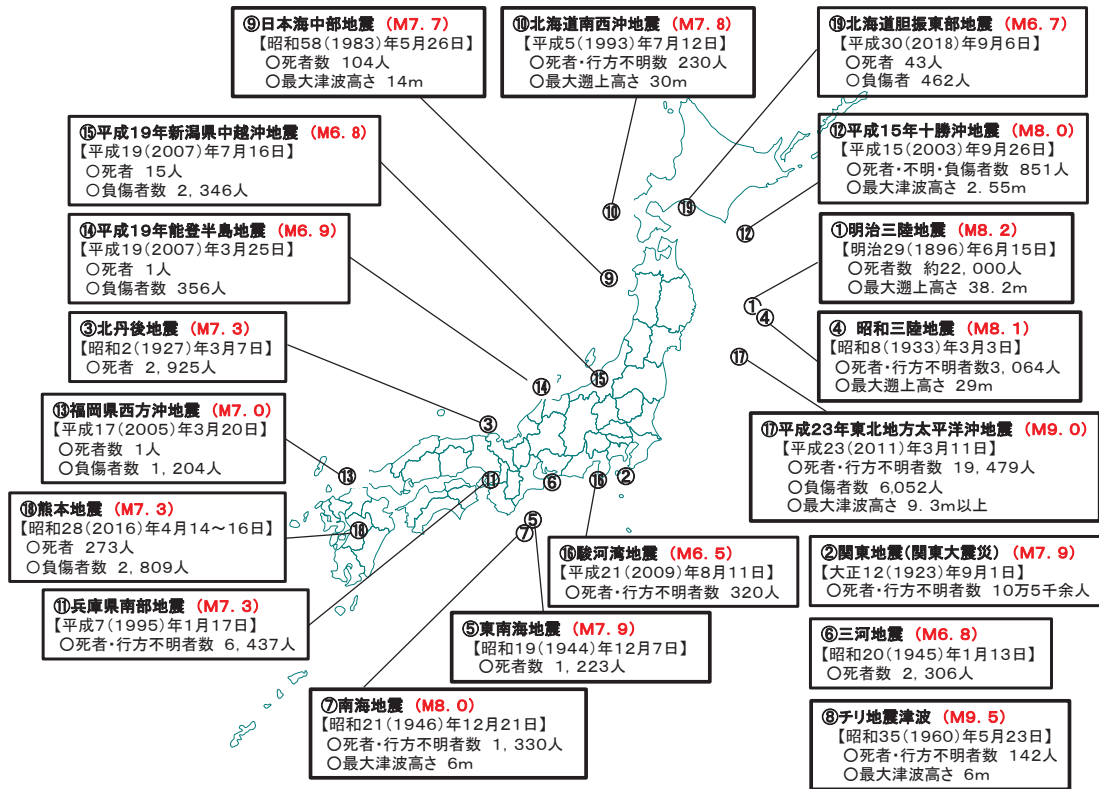 ⑨日本海中部地震 (M7.7)
【昭和58(1983)年5月26日】
○死者数 104人
○最大津波高さ 14m
⑩北海道南西沖地震 (M7.8)
【平成5(1993)年7月12日】
○死者・行方不明数 230人
○最大遡上高さ 30m
⑲北海道胆振東部地震 (M6.7)
【平成30(2018)年9月6日】
○死者 43人
○負傷者 462人
⑮平成19年新潟県中越沖地震 (M6.8)
【平成19(2007)年7月16日】
○死者 15人
○負傷者数 2,346人
⑫平成15年十勝沖地震 (M8.0)
【平成15(2003)年9月26日】
○死者・不明・負傷者数 851人
○最大津波高さ 2.55m
⑭平成19年能登半島地震 (M6.9)
【平成19(2007)年3月25日】
○死者 1人
○負傷者数 356人
①明治三陸地震 (M8.2)
【明治29(1896)年6月15日】
○死者数 約22,000人
○最大遡上高さ 38.2m
③北丹後地震 (M7.3)
【昭和2(1927)年3月7日】
○死者 2,925人
④ 昭和三陸地震 (M8.1)
【昭和8(1933)年3月3日】
○死者・行方不明者数3,064人
○最大遡上高さ 29m
⑬福岡県西方沖地震 (M7.0)
【平成17(2005)年3月20日】
○死者数 1人
○負傷者数 1,204人
⑰平成23年東北地方太平洋沖地震 (M9.0)
【平成23(2011)年3月11日】
○死者・行方不明者数 19,479人
○負傷者数 6,052人
○最大津波高さ 9.3m以上
⑱熊本地震 (M7.3)
【昭和28(2016)年4月14～16日】
○死者 273人
○負傷者数 2,809人
⑯駿河湾地震 (M6.5)
【平成21(2009)年8月11日】
○死者・行方不明者数 320人
②関東地震(関東大震災) (M7.9)
【大正12(1923)年9月1日】
○死者・行方不明者数 10万5千余人
⑪兵庫県南部地震 (M7.3)
【平成7(1995)年1月17日】
○死者・行方不明者数 6,437人
⑤東南海地震 (M7.9)
【昭和19(1944)年12月7日】
○死者数 1,223人
⑥三河地震 (M6.8)
【昭和20(1945)年1月13日】
○死者数 2,306人
⑦南海地震 (M8.0)
【昭和21(1946)年12月21日】
○死者・行方不明者数 1,330人
○最大津波高さ 6m
⑧チリ地震津波 (M9.5)
【昭和35(1960)年5月23日】
○死者・行方不明者数 142人
○最大津波高さ 6m
⑩
⑲
⑫
⑨
①
④
⑰
⑭
⑮
③
⑬
⑪
⑥
⑯
②
⑤
⑦
⑱